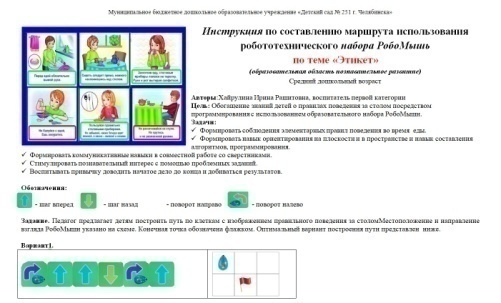 Муниципальное бюджетное дошкольное образовательное учреждение «Детский сад № 251 г. Челябинска»
Инструкция по составлению маршрута использования
робототехнического набора РобоМышь
по теме «Этикет»
(образовательная область познавательное развитие)
Средний дошкольный возраст
Авторы: Хайруллина Ирина Рашитовна, воспитатель первой категории
Цель: Обогащение знаний детей о правилах поведения за столом посредством
программирования с использованием образовательного набора РобоМыши.
Задачи:
✓ Формировать соблюдения элементарных правил поведения во время еды.
✓ Формировать навык ориентирования на плоскости и в пространстве и навык составления
алгоритмов, программирования.
✓ Формировать коммуникативные навыки в совместной работе со сверстниками.
✓ Стимулировать познавательный интерес с помощью проблемных заданий.
✓ Воспитывать привычку доводить начатое дело до конца и добиваться результатов.
Обозначения:
- шаг вперед - шаг назад - поворот направо - поворот налево
Задание. Педагог предлагает детям построить путь по клеткам с изображением правильного поведения за столомМестоположение и направление
взгляда РобоМыши указано на схеме. Конечная точка обозначена флажком. Оптимальный вариант построения пути представлен ниже.
Вариант1.